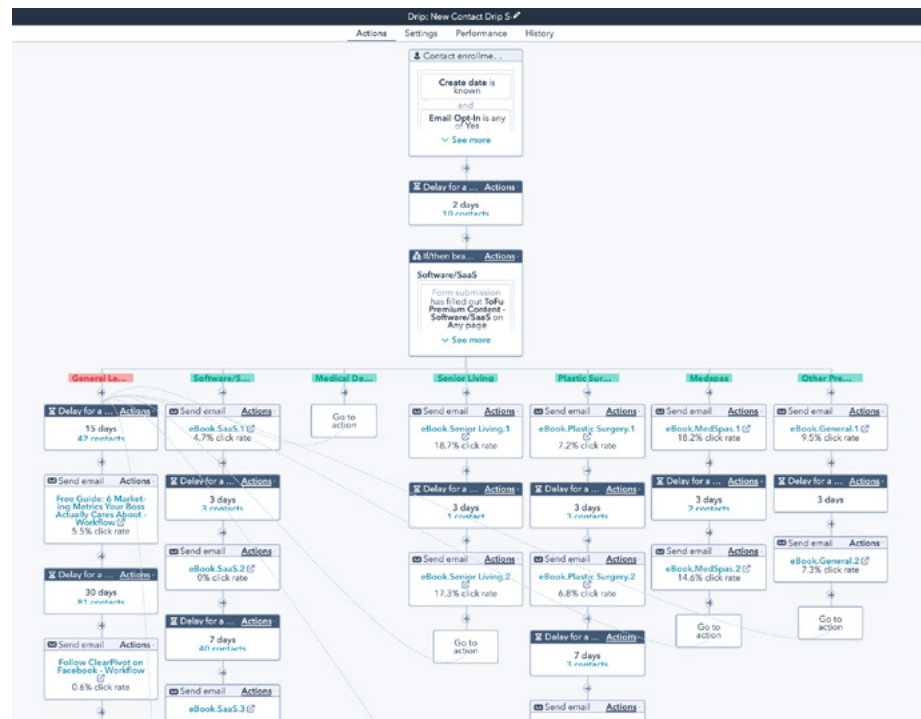 Drip: New Contact Drip S
Actions Settings Performance History
Contact enrollme...
Create date is
known
and
Email Opt-In is any
of Yes
See more
Delay for a ... Actions
2 days
10 contacts
If/then bra... Actions
Software/SaaS
Form submission
has filled out ToFu
Premium Content -
Software/SaaS on
Any page
See more
General Le...
Delay for a ... Actions
15 days
42 contacts
Send email Actions
Free Guide: 6 Market-
ing Metrics Your Boss
Actually Cares About -
Workflow
5.5% click rate
Delay for a ... Actions
30 days
81 contacts
Send email Actions
Follow ClearPivot on
Facebook - Workflow
0.6% click rate
Software/S...
Send email Actions
eBook.SaaS.1
4.7% click rate
Delay for a ... Actions
3 days
3 contacts
Send email Actions
eBook.SaaS.2
0% click rate
Delay for a ... Actions
7 days
40 contacts
Send email Actions
eBook.SaaS.3
Medical De...
Go to
action
Senior Living
Send email Actions
eBook.Senior Living.1
18.7% click rate
Delay for a ... Actions
3 days
1 contact
Send email Actions
eBook.Senior Living.2
17.3% click rate
Go to
action
Plastic Sur...
Send email Actions
eBook.Plastic Surgery.1
7.2% click rate
Delay for a ... Actions
3 days
3 contacts
Send email Actions
eBook.Plastic Surgery.2
6.8% click rate
Delay for a ... Actions
7 days
3 contacts
Send email Actions
Medspas
Send email Actions
eBook.MedSpas.1
18.2% click rate
Delay for a ... Actions
3 days
2 contacts
Send email Actions
eBook.MedSpas.2
14.6% click rate
Go to
action
Other Pre...
Send email Actions
eBook.General.1
9.5% click rate
Delay for a ... Actions
3 days
Send email Actions
eBook.General.2
7.3% click rate
Go to
action